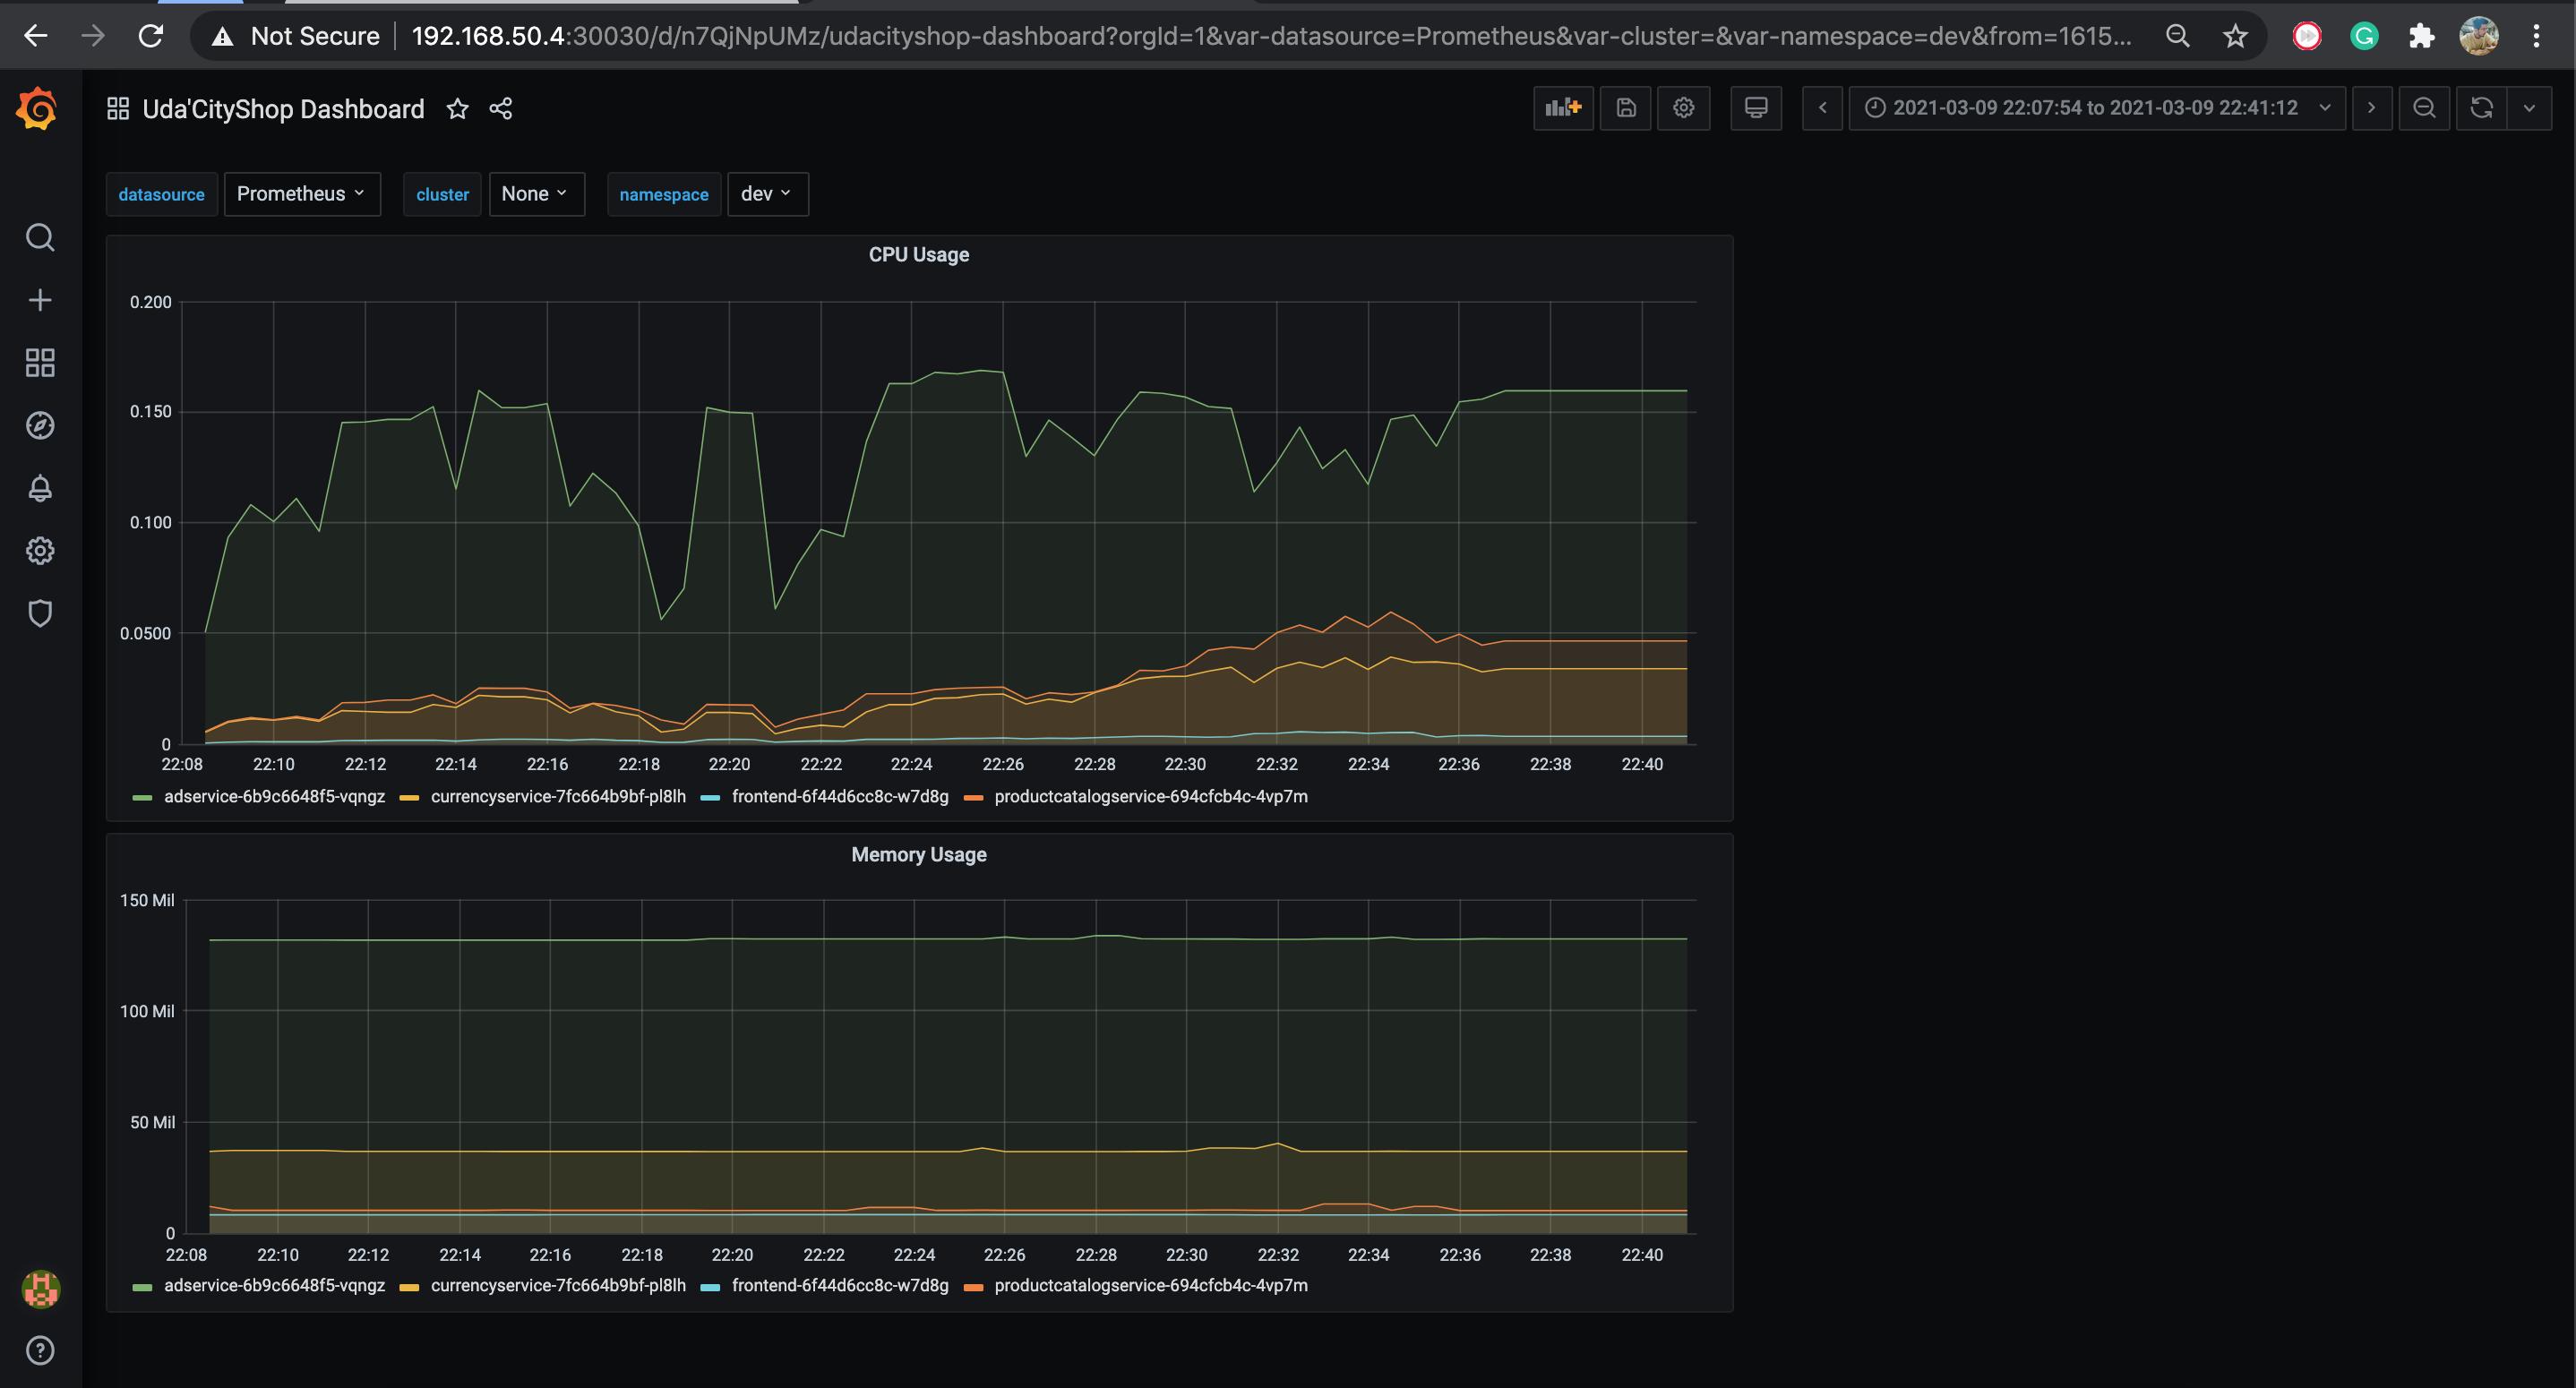 Not Secure 192.168.50.4:30030/d/n7QjNpUMz/udacityshop-dashboard?orgId=1&var-datasource=Prometheus&var-cluster=&var-namespace=dev&from=1615...
Uda'CityShop Dashboard
2021-03-09 22:07:54 to 2021-03-09 22:41:12
datasource Prometheus cluster None namespace dev
CPU Usage
0.200
0.150
0.100
0.0500
0
22:08 22:10 22:12 22:14 22:16 22:18 22:20 22:22 22:24 22:26 22:28 22:30 22:32 22:34 22:36 22:38 22:40
adservice-6b9c6648f5-vqngz currencyservice-7fc664b9bf-pl8lh frontend-6f44d6cc8c-w7d8g productcatalogservice-694cfcb4c-4vp7m
Memory Usage
150 Mil
100 Mil
50 Mil
0
22:08 22:10 22:12 22:14 22:16 22:18 22:20 22:22 22:24 22:26 22:28 22:30 22:32 22:34 22:36 22:38 22:40
adservice-6b9c6648f5-vqngz currencyservice-7fc664b9bf-pl8lh frontend-6f44d6cc8c-w7d8g productcatalogservice-694cfcb4c-4vp7m